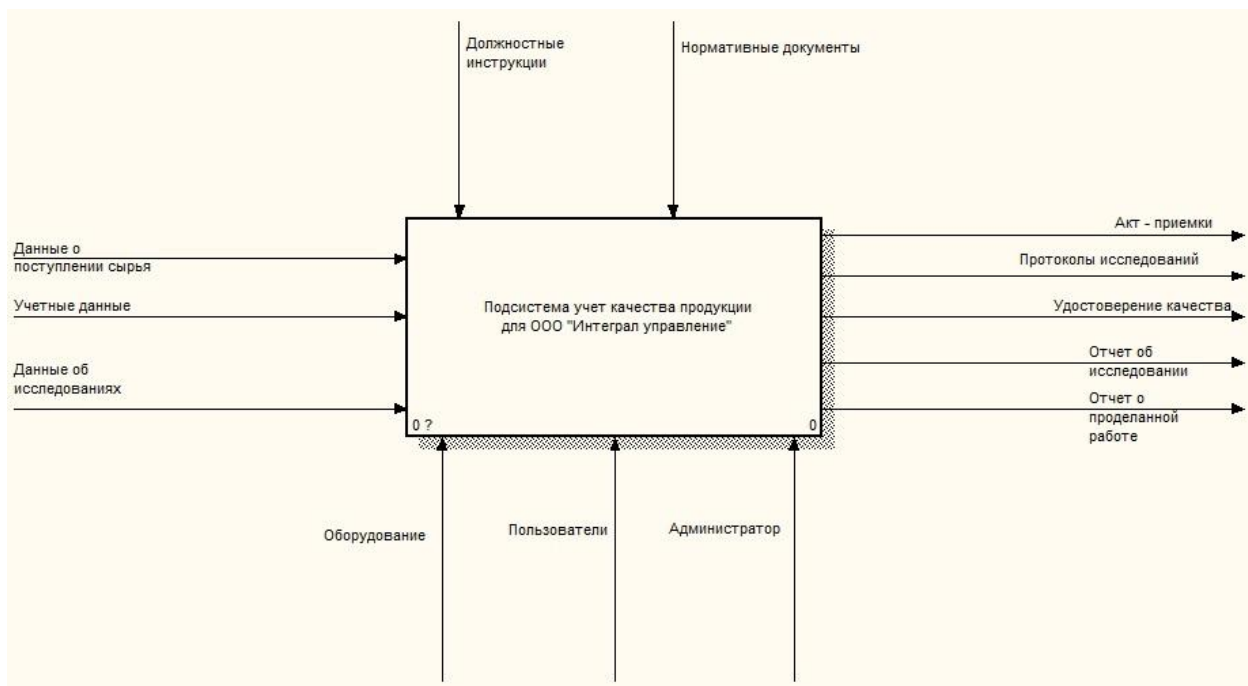 Должностные
инструкции
Нормативные документы
Данные о
поступлении сырья
Учетные данные
Данные об
исследованиях
Подсистема учет качества продукции
для ООО "Интеграл управление"
0 ?
0
Акт - приемки
Протоколы исследований
Удостоверение качества
Отчет об
исследовании
Отчет о
проделанной
работе
Оборудование
Пользователи
Администратор